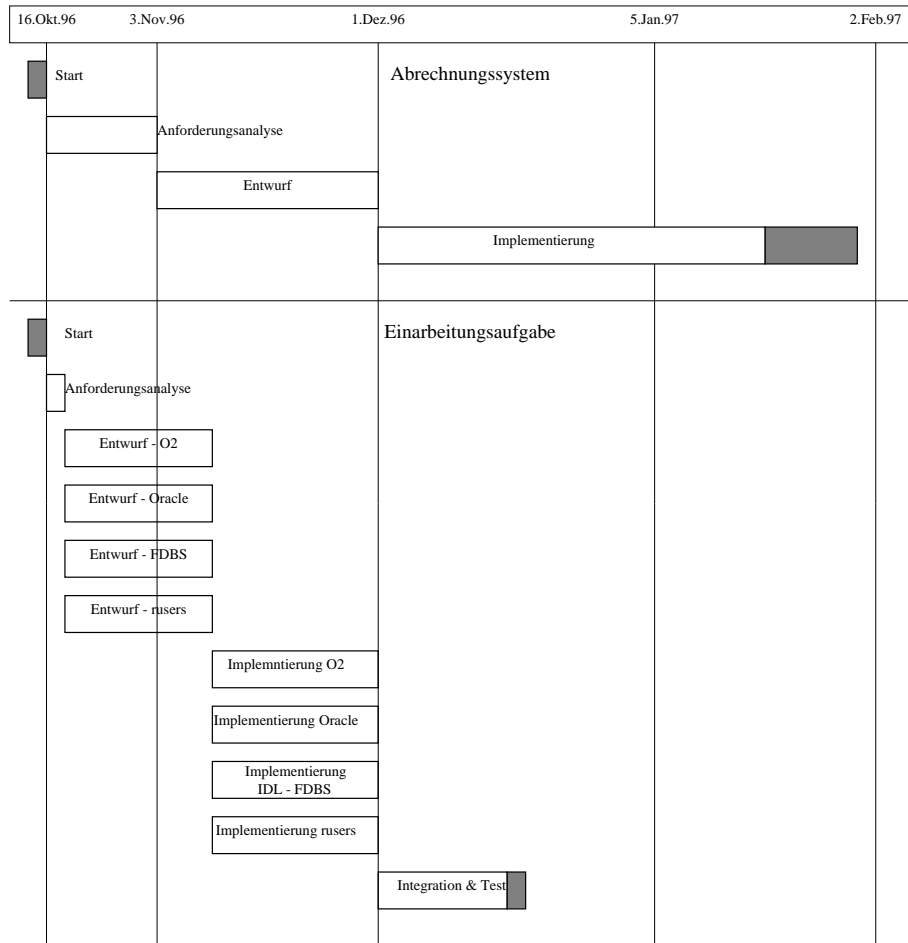 16.Okt.96 3.Nov.96 1.Dez.96 5.Jan.97 2.Feb.97
Start Abrechnungssystem
Anforderungsanalyse
Entwurf
Implementierung
Start Einarbeitungsaufgabe
Anforderungsanalyse
Entwurf - O2
Entwurf - Oracle
Entwurf - FDBS
Entwurf - rusers
Implemntierung O2
Implementierung Oracle
Implementierung
IDL - FDBS
Implementierung rusers
Integration & Test